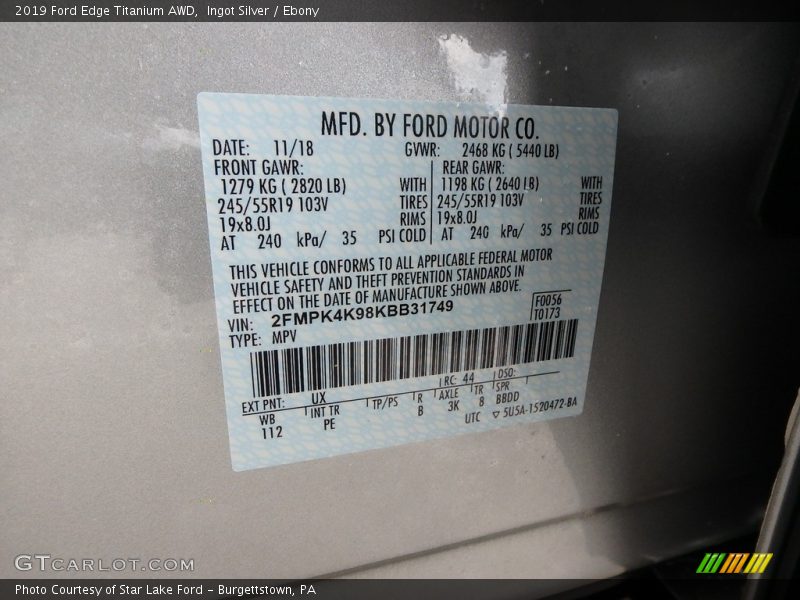 2019 Ford Edge Titanium AWD,  Ingot Silver / Ebony
MFD. BY FORD MOTOR CO.
DATE: 11/18 GVWR: 2468 KG ( 5440 LB)
FRONT GAWR: REAR GAWR:
1279 KG ( 2820 LB) WITH 1198 KG ( 2640 LB) WITH
245/55R19 103V TIRES 245/55R19 103V TIRES
19x8.0J RIMS 19x8.0J RIMS
AT 240 kPa/ 35 PSI COLD AT 240 kPa/ 35 PSI COLD
THIS VEHICLE CONFORMS TO ALL APPLICABLE FEDERAL MOTOR
VEHICLE SAFETY AND THEFT PREVENTION STANDARDS IN
EFFECT ON THE DATE OF MANUFACTURE SHOWN ABOVE.
VIN: 2FMPK4K98KBB31749 F0056
TYPE: MPV T0173
EXT PNT: UX RC: 44 DSO:
WB INT TR TP/PS R AXLE TR SPR
112 PE B 3K 8 BBDD
UTC ▽ 5USA-1520472-BA
GTCARLOT.COM
Photo Courtesy of Star Lake Ford - Burgettstown, PA